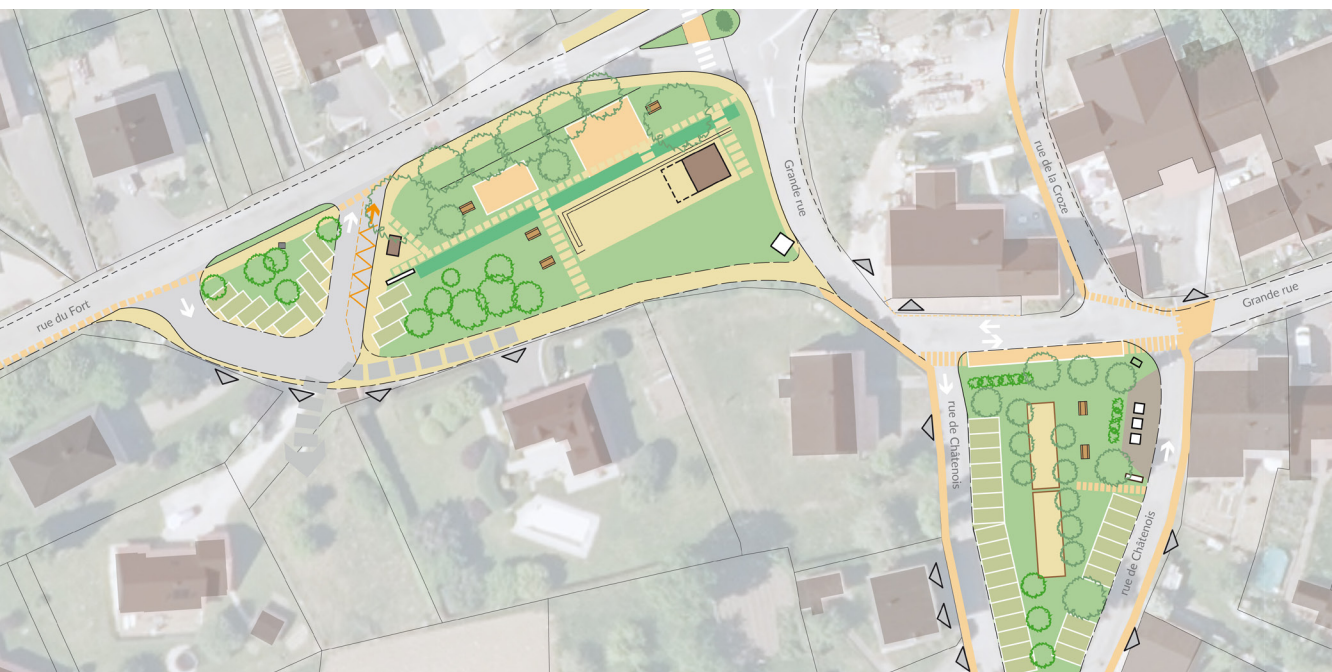 rue du Fort
Grande rue
rue de la Croze
Grande rue
rue de Châtenois
rue de Châtenois